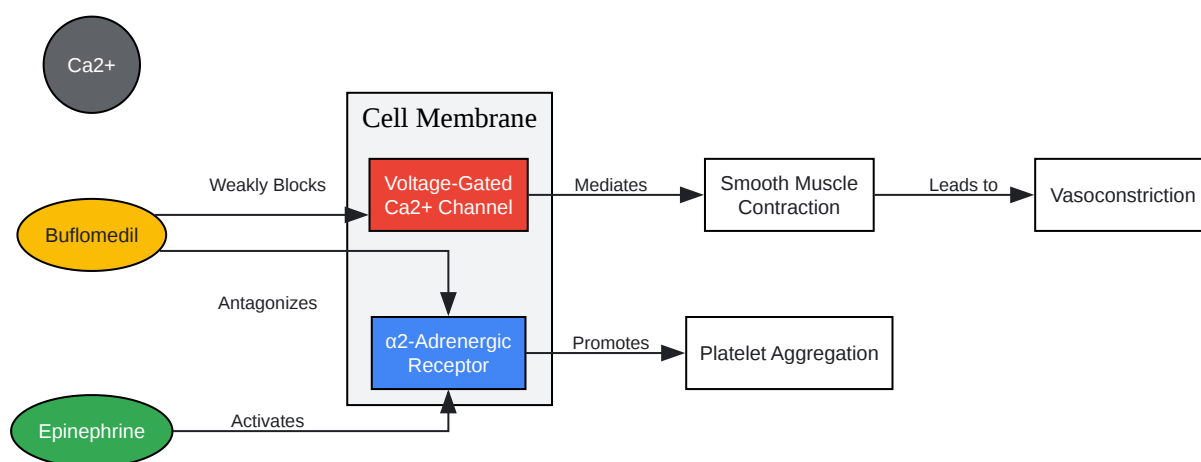 Ca2+
Cell Membrane
Weakly Blocks
Voltage-Gated
Ca2+ Channel
Mediates
Smooth Muscle
Contraction
Leads to
Vasoconstriction
Buflomedil
Antagonizes
α2-Adrenergic
Receptor
Promotes
Platelet Aggregation
Epinephrine
Activates